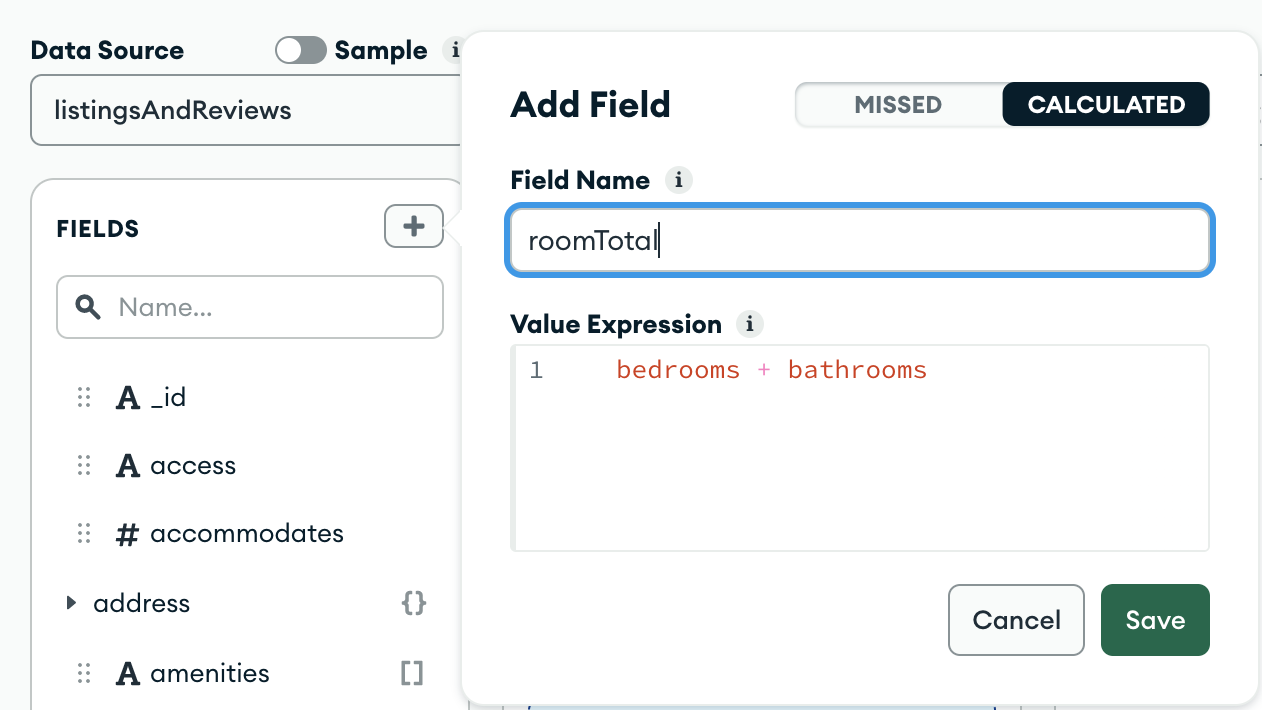 Data Source
Sample i
listingsAndReviews
FIELDS
Name...
A _id
A access
# accommodates
address {}
A amenities []
Add Field
MISSED CALCULATED
Field Name i
roomTotal
Value Expression i
1 bedrooms + bathrooms
Cancel Save